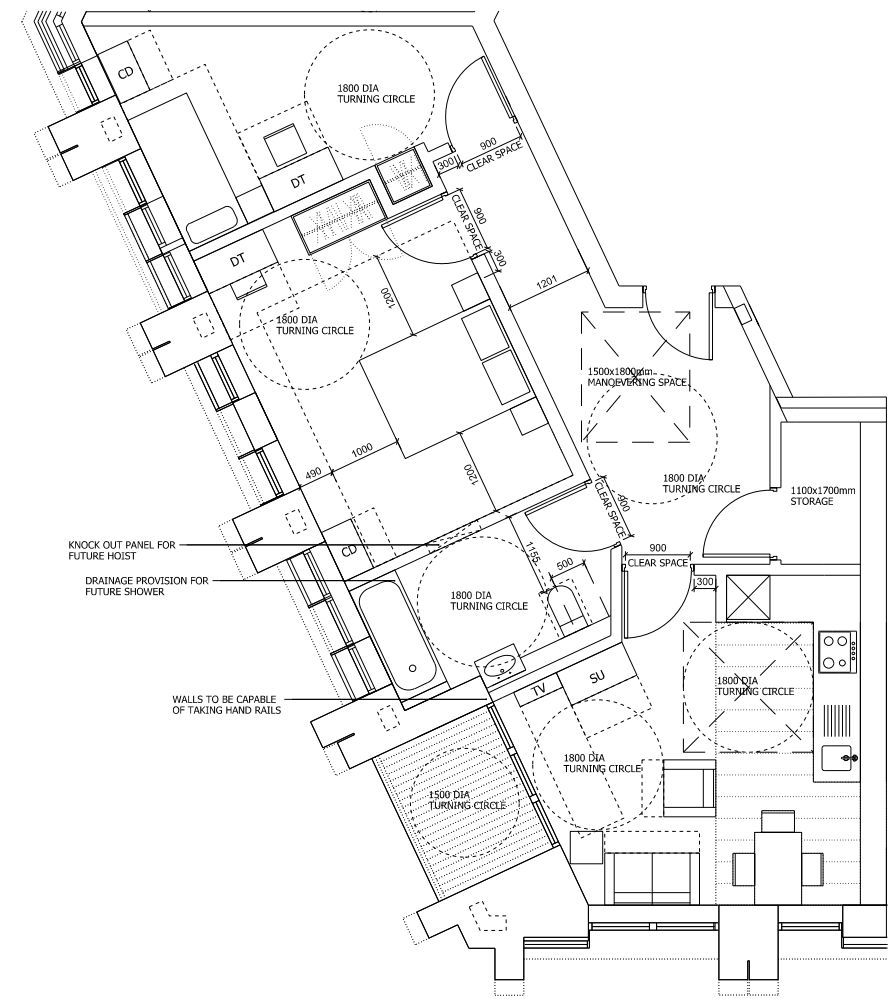 CD
1800 DIA
TURNING CIRCLE
DT
300
900
CLEAR SPACE
900
CLEAR SPACE
300
DT
1200
1201
1800 DIA
TURNING CIRCLE
1500x1800mm
MANOEVERING SPACE
1000
490
1200
1800 DIA
TURNING CIRCLE
900
CLEAR SPACE
1100x1700mm
STORAGE
KNOCK OUT PANEL FOR
FUTURE HOIST
CD
1155
500
900
CLEAR SPACE
300
DRAINAGE PROVISION FOR
FUTURE SHOWER
1800 DIA
TURNING CIRCLE
WALLS TO BE CAPABLE
OF TAKING HAND RAILS
TV
SU
1800 DIA
TURNING CIRCLE
1800 DIA
TURNING CIRCLE
1500 DIA
TURNING CIRCLE